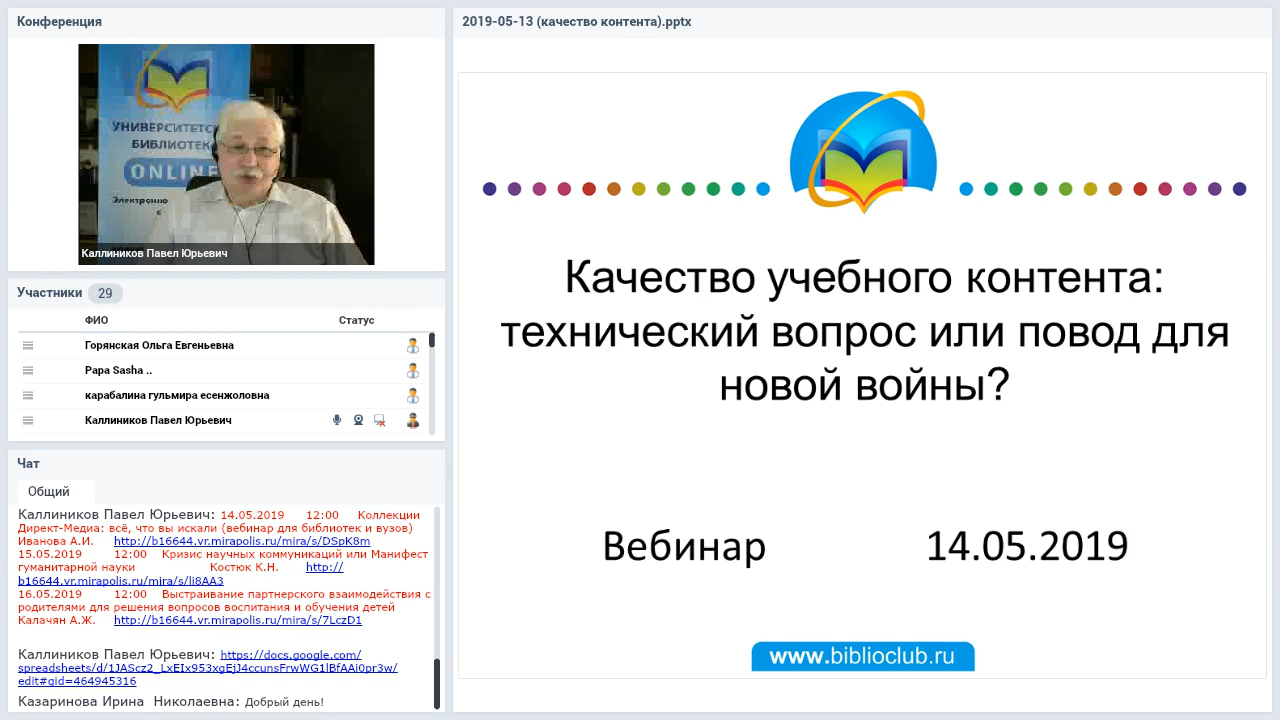 Конференция
УНИВЕРСИТЕТС
БИБЛИОТЕК
ONLINE
Электронно
с
Каллиников Павел Юрьевич
Участники 29
ФИО Статус
Горянская Ольга Евгеньевна
Papa Sasha ..
карабалина гульмира есенжоловна
Каллиников Павел Юрьевич
Чат
Общий
Каллиников Павел Юрьевич: 14.05.2019 12:00 Коллекции
Директ-Медиа: всё, что вы искали (вебинар для библиотек и вузов)
Иванова А.И. http://b16644.vr.mirapolis.ru/mira/s/DSpK8m
15.05.2019 12:00 Кризис научных коммуникаций или Манифест
гуманитарной науки Костюк К.Н. http://
b16644.vr.mirapolis.ru/mira/s/li8AA3
16.05.2019 12:00 Выстраивание партнерского взаимодействия с
родителями для решения вопросов воспитания и обучения детей
Калачян А.Ж. http://b16644.vr.mirapolis.ru/mira/s/7LczD1
Каллиников Павел Юрьевич: https://docs.google.com/
spreadsheets/d/1JAScz2_LxEIx953xgEjJ4ccunsFrwWG1lBfAAi0pr3w/
edit#gid=464945316
Казаринова Ирина Николаевна: Добрый день!
2019-05-13 (качество контента).pptx
Качество учебного контента:
технический вопрос или повод для
новой войны?
Вебинар 14.05.2019
www.biblioclub.ru